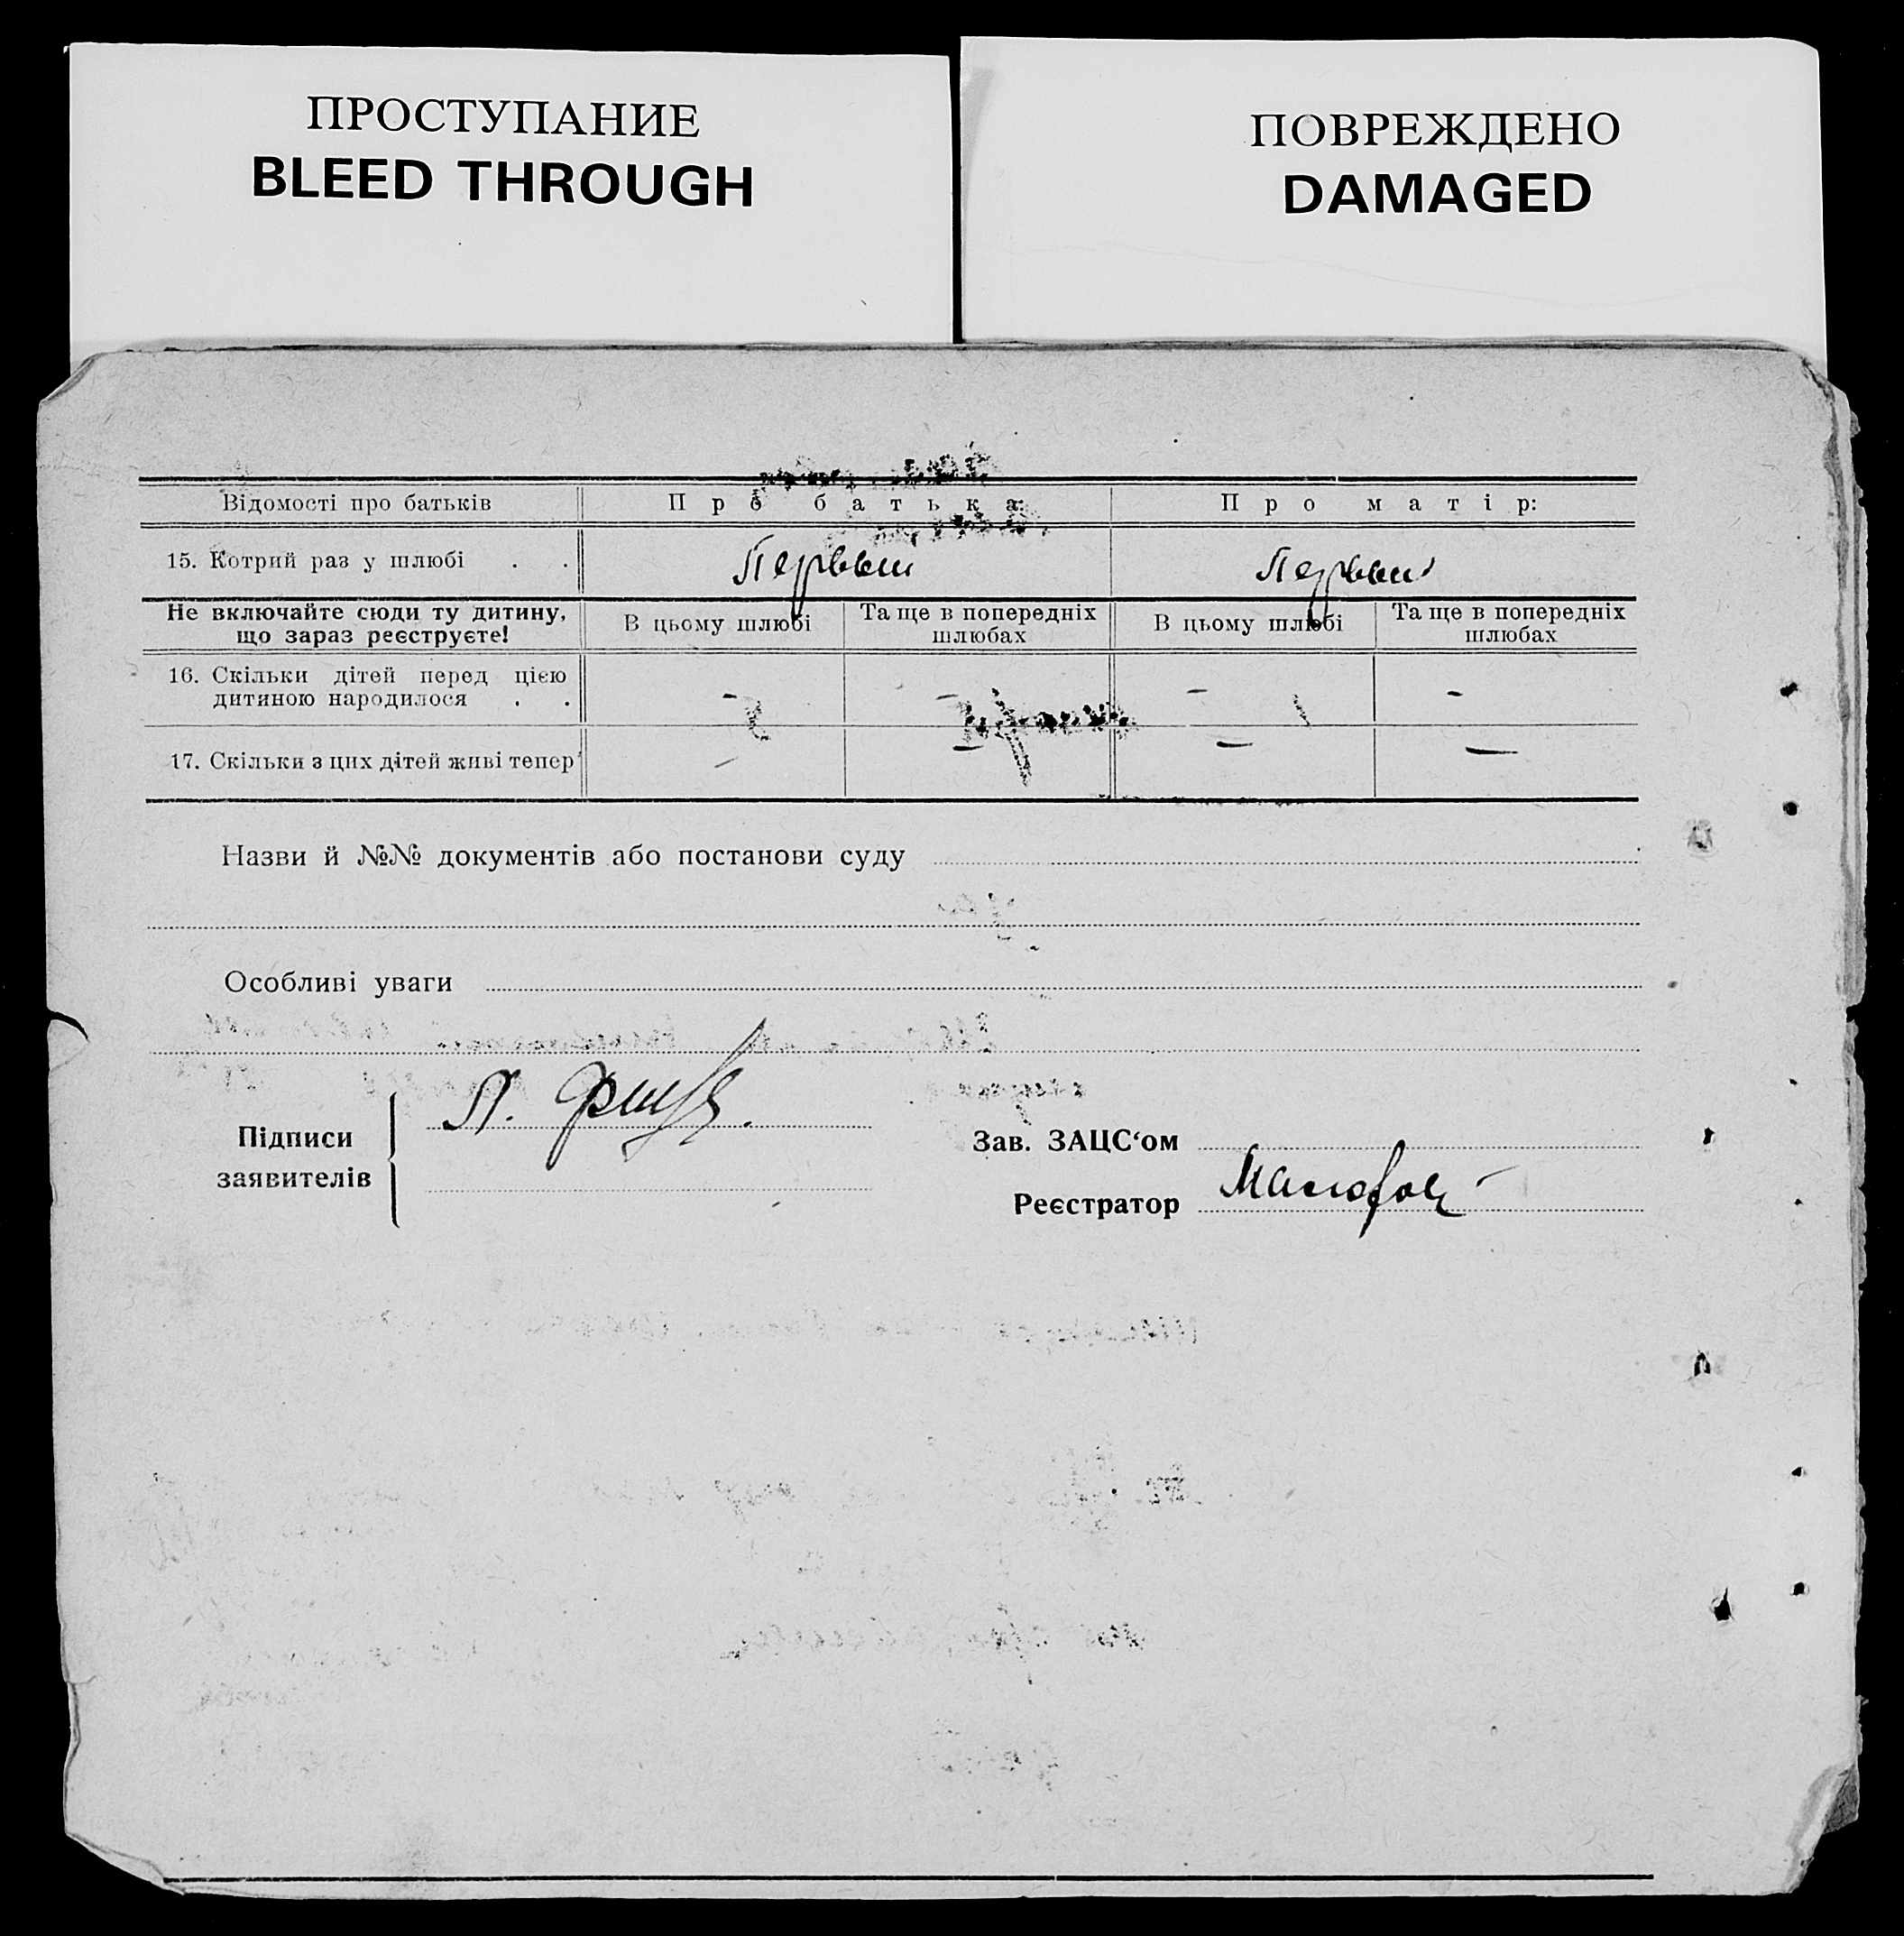 ПРОСТУПАНИЕ
BLEED THROUGH
ПОВРЕЖДЕНО
DAMAGED
Відомості про батьків
Про батька:
Про матір:
15. Котрий раз у шлюбі . .
Первый
Первый
Не включайте сюди ту дитину,
що зараз реєструєте!
В цьому шлюбі
Та ще в попередніх
шлюбах
В цьому шлюбі
Та ще в попередніх
шлюбах
16. Скільки дітей перед цією
дитиною народилося . .
-
-
-
-
17. Скільки з цих дітей живі тепер
-
-
-
-
Назви й №№ документів або постанови суду
Особливі уваги
Підписи
заявителів
Л.
Зав. ЗАЦС‘ом
Реєстратор